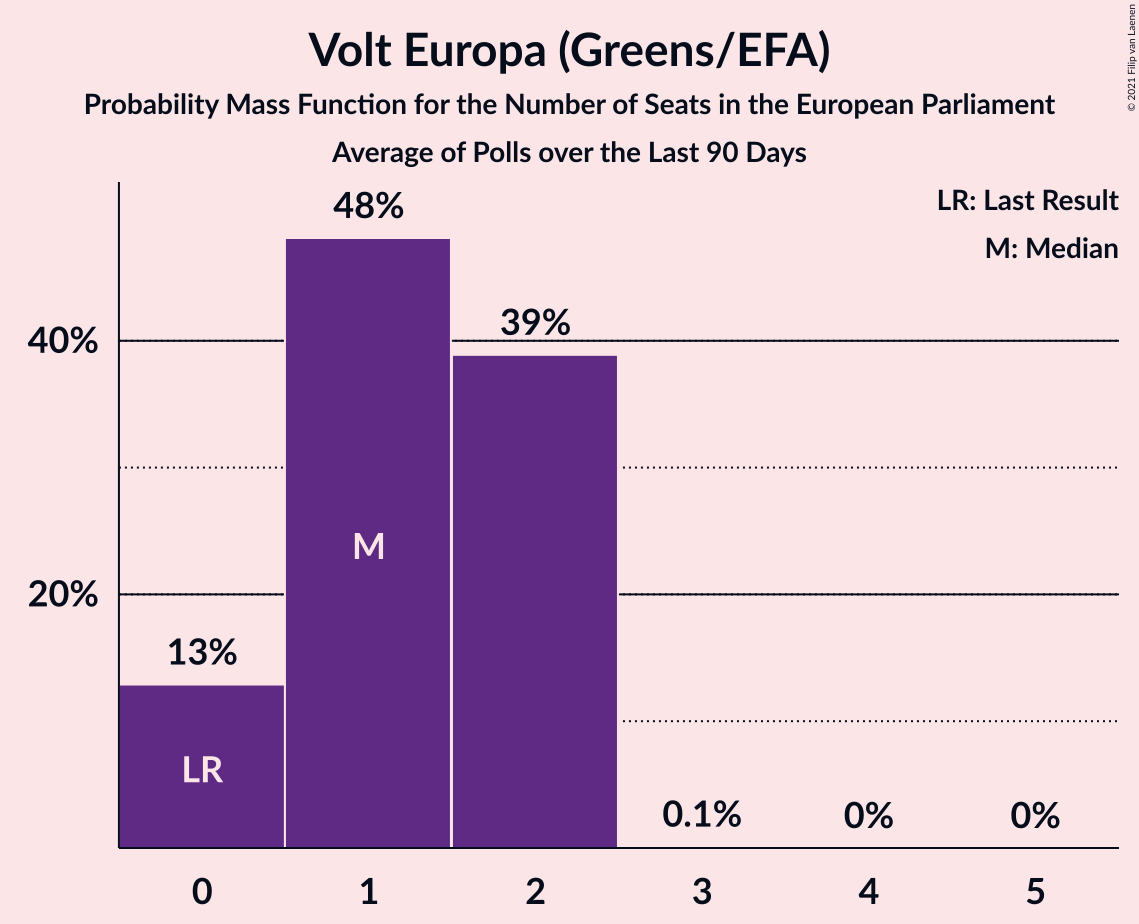 Volt Europa (Greens/EFA)
Probability Mass Function for the Number of Seats in the European Parliament
Average of Polls over the Last 90 Days
© 2021 Filip van Laenen
LR: Last Result
M: Median
48%
39%
40%
M
20%
13%
LR
0.1%
0%
0%
0 1 2 3 4 5